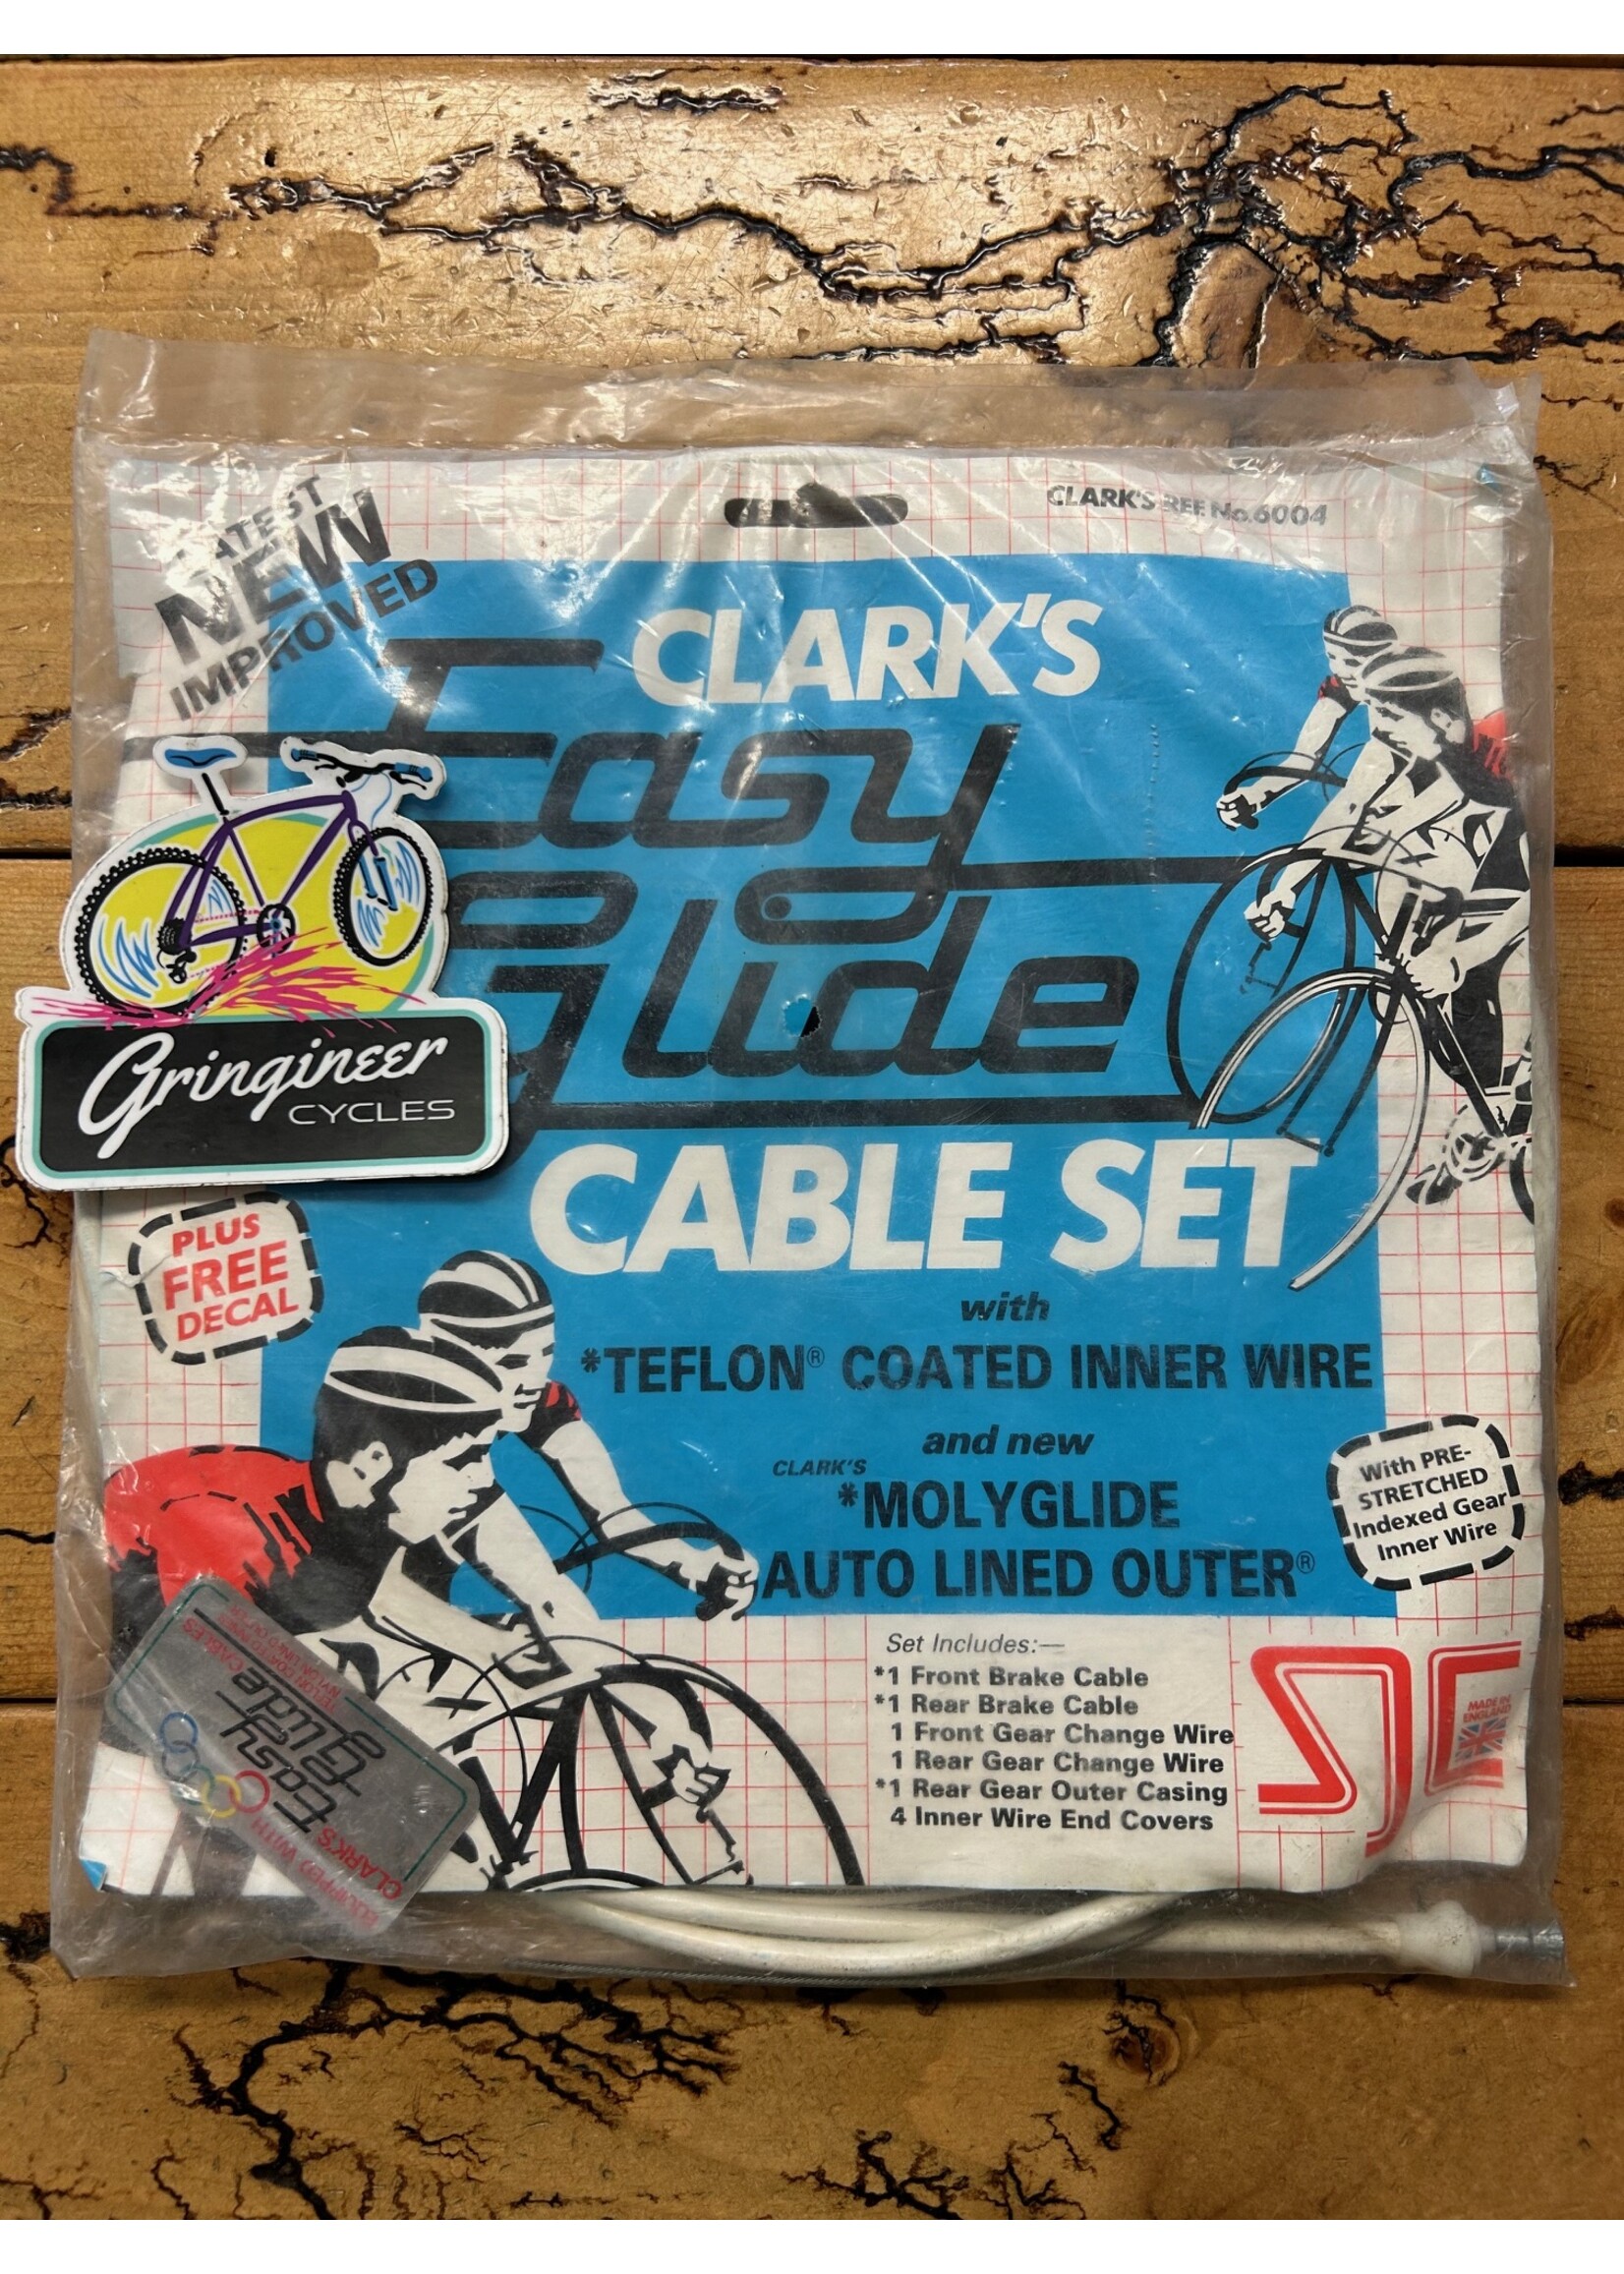 LATEST
NEW
IMPROVED
CLARK'S REF No.6004
CLARK'S
Easy
Glide
CABLE SET
Gringineer
CYCLES
PLUS
FREE
DECAL
with
*TEFLON® COATED INNER WIRE
and new
CLARK'S
*MOLYGLIDE
AUTO LINED OUTER®
With PRE-
STRETCHED
Indexed Gear
Inner Wire
Set Includes:—
*1 Front Brake Cable
*1 Rear Brake Cable
1 Front Gear Change Wire
1 Rear Gear Change Wire
*1 Rear Gear Outer Casing
4 Inner Wire End Covers
MADE IN
ENGLAND
EQUIPPED WITH
CLARK'S
Easy
Glide
CABLES